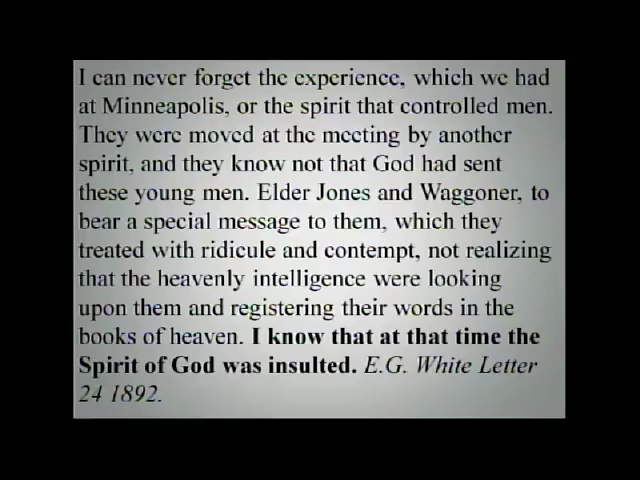 I can never forget the experience, which we had
at Minneapolis, or the spirit that controlled men.
They were moved at the meeting by another
spirit, and they know not that God had sent
these young men. Elder Jones and Waggoner, to
bear a special message to them, which they
treated with ridicule and contempt, not realizing
that the heavenly intelligence were looking
upon them and registering their words in the
books of heaven. I know that at that time the
Spirit of God was insulted. E.G. White Letter
24 1892.